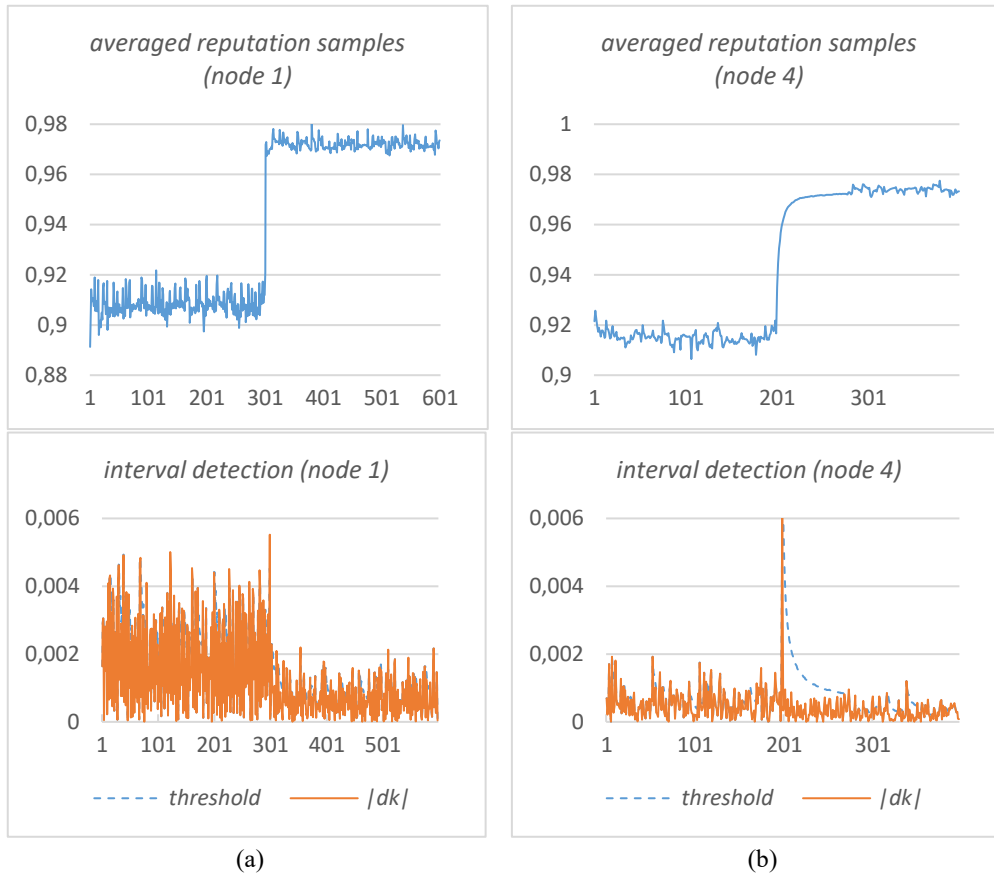 averaged reputation samples
(node 1)
0,98
0,96
0,94
0,92
0,9
0,88
1 101 201 301 401 501 601
averaged reputation samples
(node 4)
1
0,98
0,96
0,94
0,92
0,9
1 101 201 301
interval detection (node 1)
0,006
0,004
0,002
0
1 101 201 301 401 501
threshold |dk|
interval detection (node 4)
0,006
0,004
0,002
0
1 101 201 301
threshold |dk|
(a) (b)